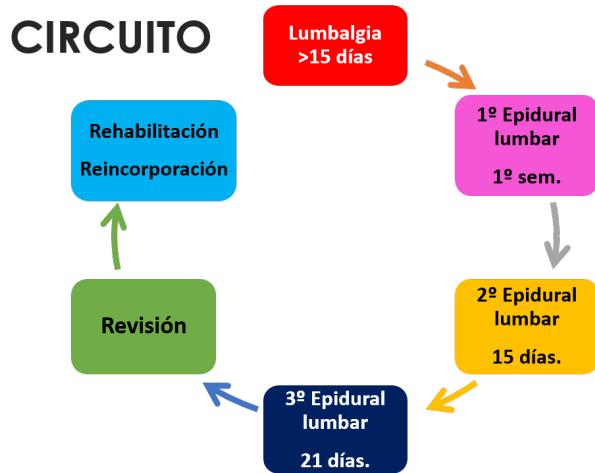 CIRCUITO
Lumbalgia
>15 días
1º Epidural
lumbar
1º sem.
2º Epidural
lumbar
15 días.
3º Epidural
lumbar
21 días.
Revisión
Rehabilitación
Reincorporación